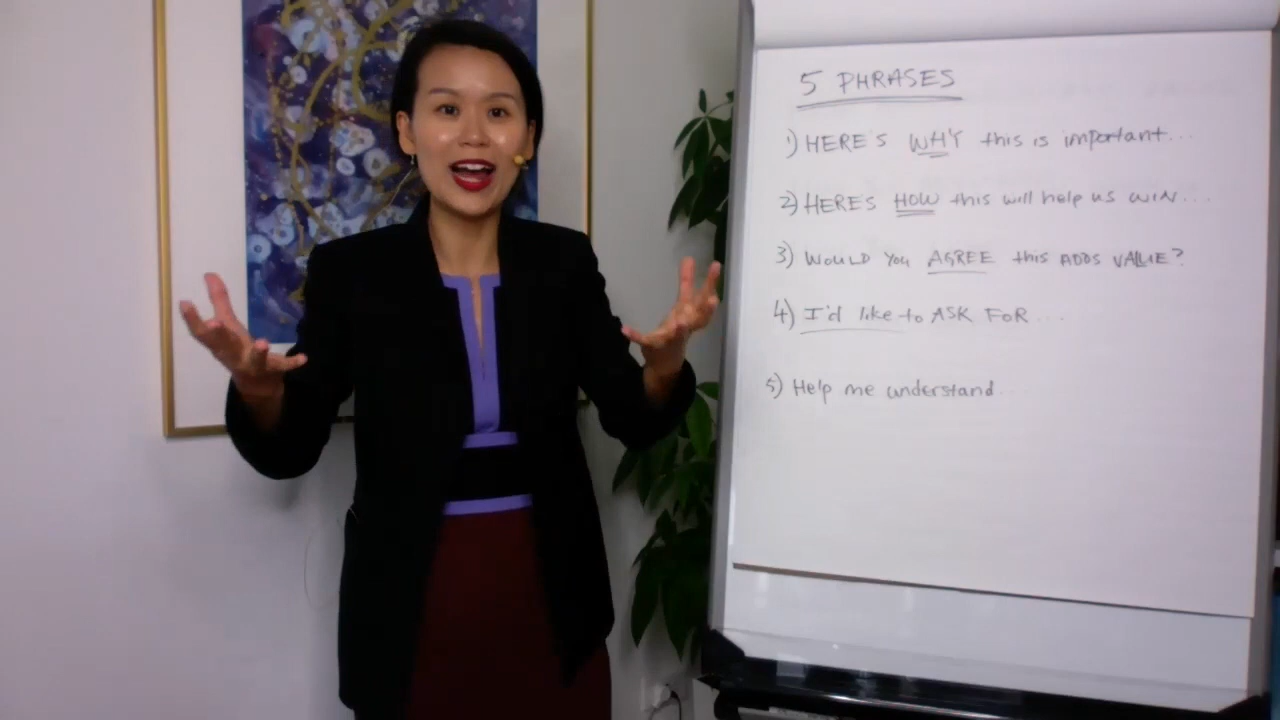 5 PHRASES
1) HERE'S WHY this is important...
2) HERE'S HOW this will help us WIN...
3) WOULD YOU AGREE this ADDS VALUE?
4) I'd like to ASK FOR...
5) Help me understand...